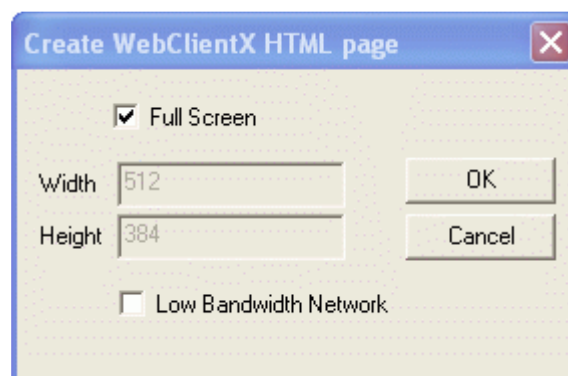 Create WebClientX HTML page
Full Screen
Width 512
OK
Height 384
Cancel
Low Bandwidth Network